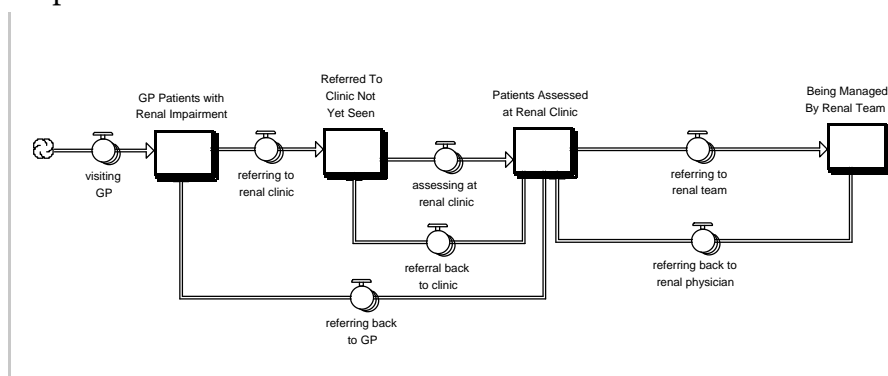 GP Patients with
Renal Impairment
Referred To
Clinic Not
Yet Seen
Patients Assessed
at Renal Clinic
Being Managed
By Renal Team
visiting
GP
referring to
renal clinic
assessing at
renal clinic
referring to
renal team
referral back
to clinic
referring back to
renal physician
referring back
to GP